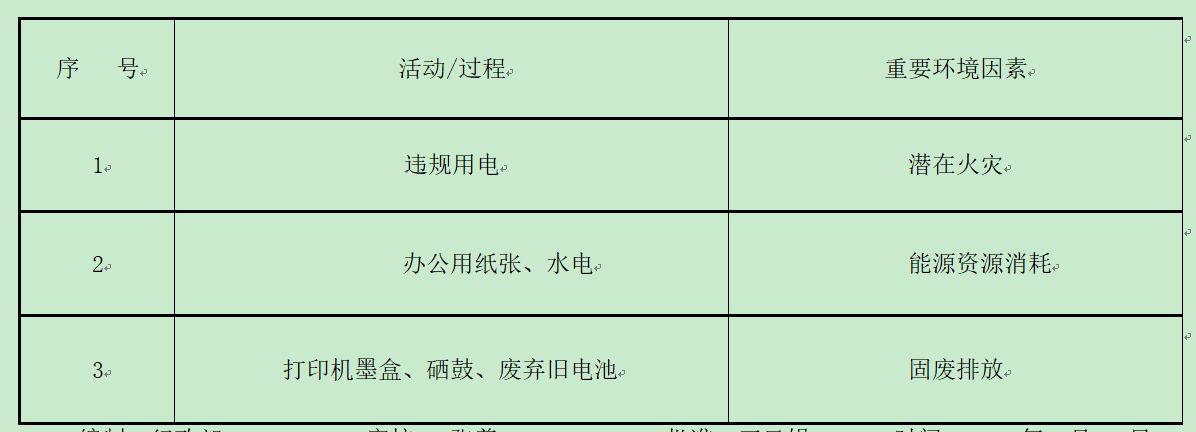 序 号 活动/过程 重要环境因素
1 违规用电 潜在火灾
2 办公用纸张、水电 能源资源消耗
3 打印机墨盒、硒鼓、废弃旧电池 固废排放